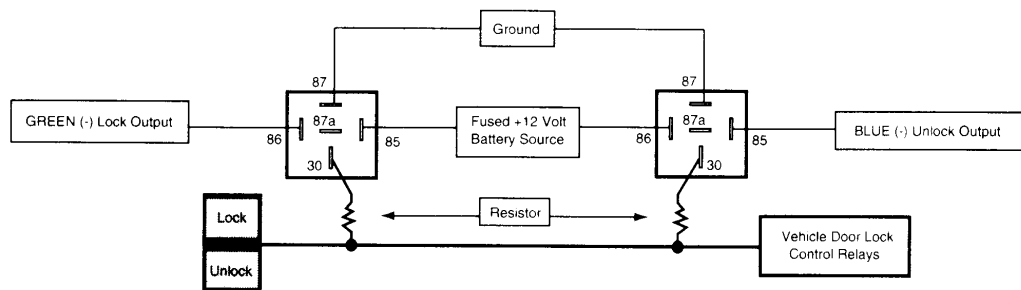 Ground
87
87
GREEN (-) Lock Output
86
87a
85
30
Fused +12 Volt
Battery Source
86
87a
85
30
BLUE (-) Unlock Output
Lock
Unlock
Resistor
Vehicle Door Lock
Control Relays